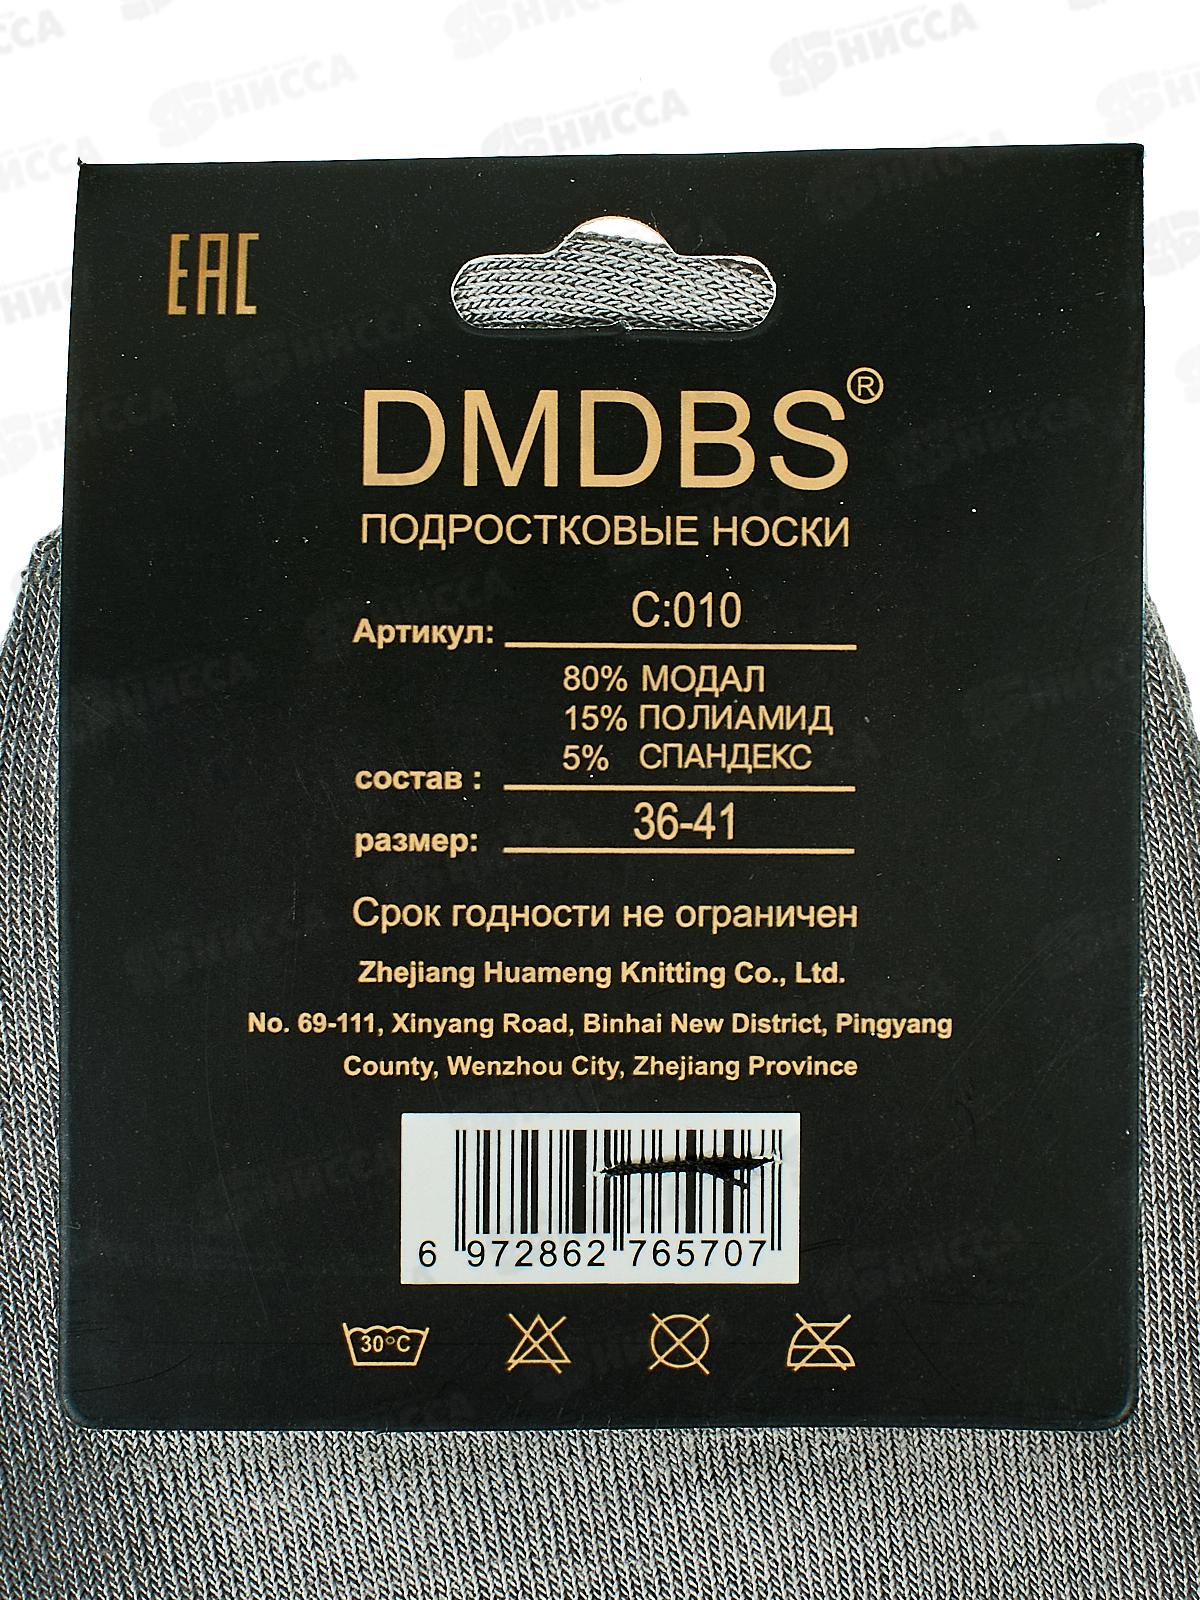 EAC
DMDBS®
ПОДРОСТКОВЫЕ НОСКИ
Артикул: C:010
80% МОДАЛ
15% ПОЛИАМИД
5% СПАНДЕКС
состав :
размер: 36-41
Срок годности не ограничен
Zhejiang Huameng Knitting Co., Ltd.
No. 69-111, Xinyang Road, Binhai New District, Pingyang
County, Wenzhou City, Zhejiang Province
6 972862 765707
30°C